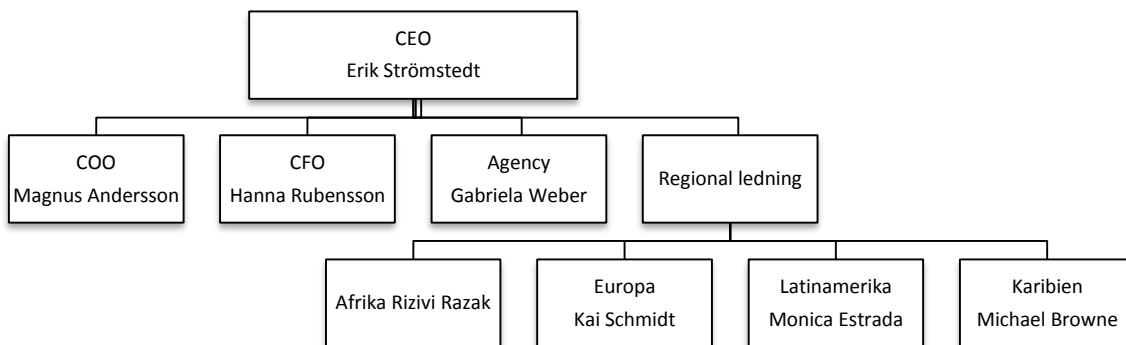 CEO
Erik Strömstedt
COO
Magnus Andersson
CFO
Hanna Rubensson
Agency
Gabriela Weber
Regional ledning
Afrika Rizivi Razak
Europa
Kai Schmidt
Latinamerika
Monica Estrada
Karibien
Michael Browne